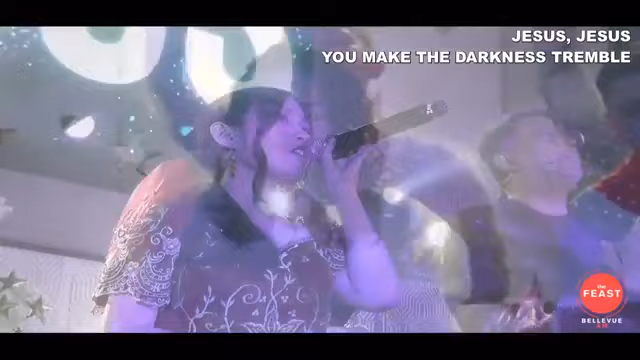 JESUS, JESUS
YOU MAKE THE DARKNESS TREMBLE
the
FEAST
BELLEVUE